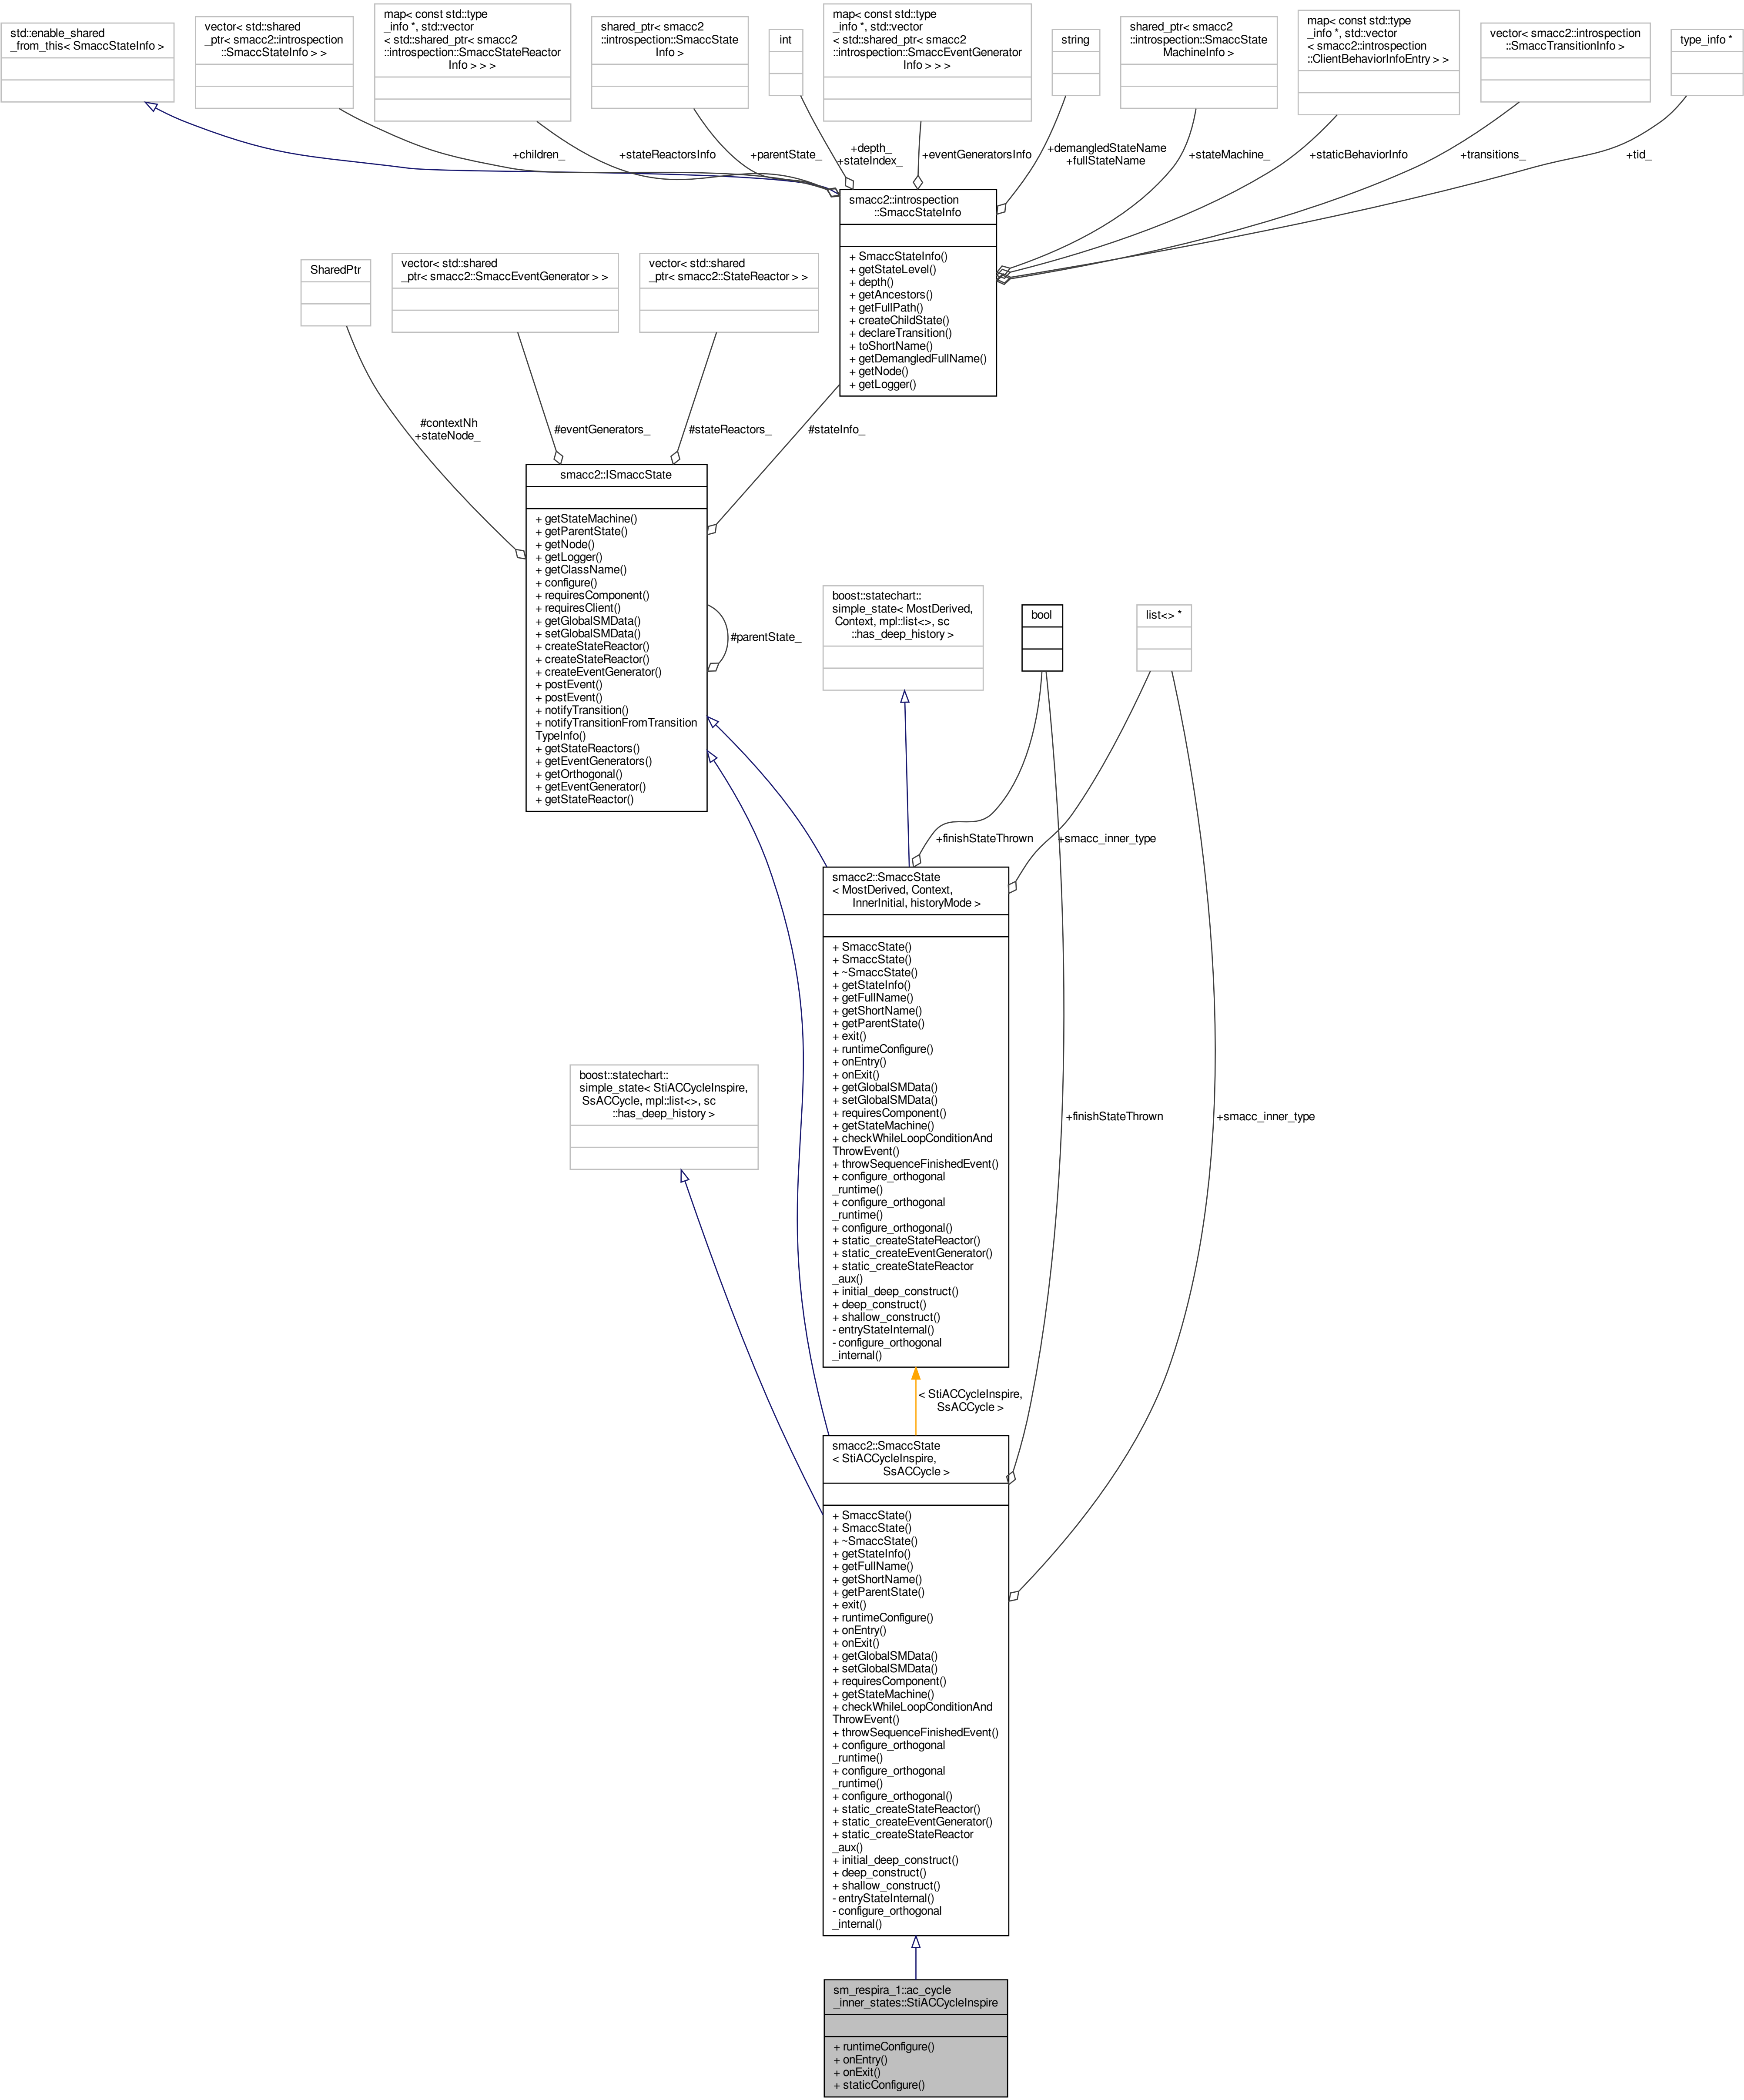 std::enable_shared
_from_this< SmaccStateInfo >
vector< std::shared
_ptr< smacc2::introspection
::SmaccStateInfo > >
map< const std::type
_info *, std::vector
< std::shared_ptr< smacc2
::introspection::SmaccStateReactor
Info > > >
shared_ptr< smacc2
::introspection::SmaccState
Info >
int
map< const std::type
_info *, std::vector
< std::shared_ptr< smacc2
::introspection::SmaccEventGenerator
Info > > >
string
shared_ptr< smacc2
::introspection::SmaccState
MachineInfo >
map< const std::type
_info *, std::vector
< smacc2::introspection
::ClientBehaviorInfoEntry > >
vector< smacc2::introspection
::SmaccTransitionInfo >
type_info *
+children_
+stateReactorsInfo
+parentState_
+depth_
+stateIndex_
+eventGeneratorsInfo
+demangledStateName
+fullStateName
+stateMachine_
+staticBehaviorInfo
+transitions_
+tid_
smacc2::introspection
::SmaccStateInfo
+ SmaccStateInfo()
+ getStateLevel()
+ depth()
+ getAncestors()
+ getFullPath()
+ createChildState()
+ declareTransition()
+ toShortName()
+ getDemangledFullName()
+ getNode()
+ getLogger()
SharedPtr
vector< std::shared
_ptr< smacc2::SmaccEventGenerator > >
vector< std::shared
_ptr< smacc2::StateReactor > >
#contextNh
+stateNode_
#eventGenerators_
#stateReactors_
#stateInfo_
smacc2::ISmaccState
+ getStateMachine()
+ getParentState()
+ getNode()
+ getLogger()
+ getClassName()
+ configure()
+ requiresComponent()
+ requiresClient()
+ getGlobalSMData()
+ setGlobalSMData()
+ createStateReactor()
+ createStateReactor()
+ createEventGenerator()
+ postEvent()
+ postEvent()
+ notifyTransition()
+ notifyTransitionFromTransition
TypeInfo()
+ getStateReactors()
+ getEventGenerators()
+ getOrthogonal()
+ getEventGenerator()
+ getStateReactor()
#parentState_
boost::statechart::
simple_state< MostDerived,
Context, mpl::list<>, sc
::has_deep_history >
bool
list<> *
+finishStateThrown
+smacc_inner_type
smacc2::SmaccState
< MostDerived, Context,
InnerInitial, historyMode >
+ SmaccState()
+ SmaccState()
+ ~SmaccState()
+ getStateInfo()
+ getFullName()
+ getShortName()
+ getParentState()
+ exit()
+ runtimeConfigure()
+ onEntry()
+ onExit()
+ getGlobalSMData()
+ setGlobalSMData()
+ requiresComponent()
+ getStateMachine()
+ checkWhileLoopConditionAnd
ThrowEvent()
+ throwSequenceFinishedEvent()
+ configure_orthogonal
_runtime()
+ configure_orthogonal
_runtime()
+ configure_orthogonal()
+ static_createStateReactor()
+ static_createEventGenerator()
+ static_createStateReactor
_aux()
+ initial_deep_construct()
+ deep_construct()
+ shallow_construct()
- entryStateInternal()
- configure_orthogonal
_internal()
boost::statechart::
simple_state< StiACCycleInspire,
SsACCycle, mpl::list<>, sc
::has_deep_history >
+finishStateThrown
+smacc_inner_type
< StiACCycleInspire,
SsACCycle >
smacc2::SmaccState
< StiACCycleInspire,
SsACCycle >
+ SmaccState()
+ SmaccState()
+ ~SmaccState()
+ getStateInfo()
+ getFullName()
+ getShortName()
+ getParentState()
+ exit()
+ runtimeConfigure()
+ onEntry()
+ onExit()
+ getGlobalSMData()
+ setGlobalSMData()
+ requiresComponent()
+ getStateMachine()
+ checkWhileLoopConditionAnd
ThrowEvent()
+ throwSequenceFinishedEvent()
+ configure_orthogonal
_runtime()
+ configure_orthogonal
_runtime()
+ configure_orthogonal()
+ static_createStateReactor()
+ static_createEventGenerator()
+ static_createStateReactor
_aux()
+ initial_deep_construct()
+ deep_construct()
+ shallow_construct()
- entryStateInternal()
- configure_orthogonal
_internal()
sm_respira_1::ac_cycle
_inner_states::StiACCycleInspire
+ runtimeConfigure()
+ onEntry()
+ onExit()
+ staticConfigure()